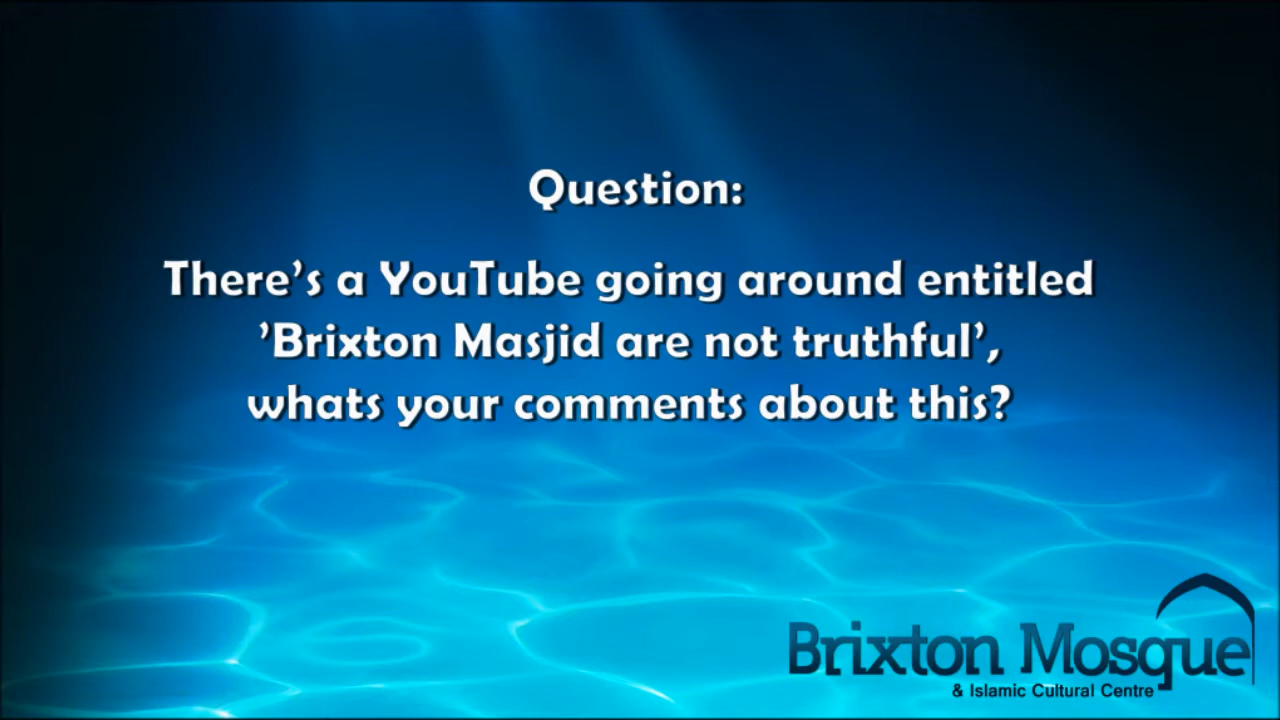 Question:
There’s a YouTube going around entitled
’Brixton Masjid are not truthful’,
whats your comments about this?
Brixton Mosque
& Islamic Cultural Centre